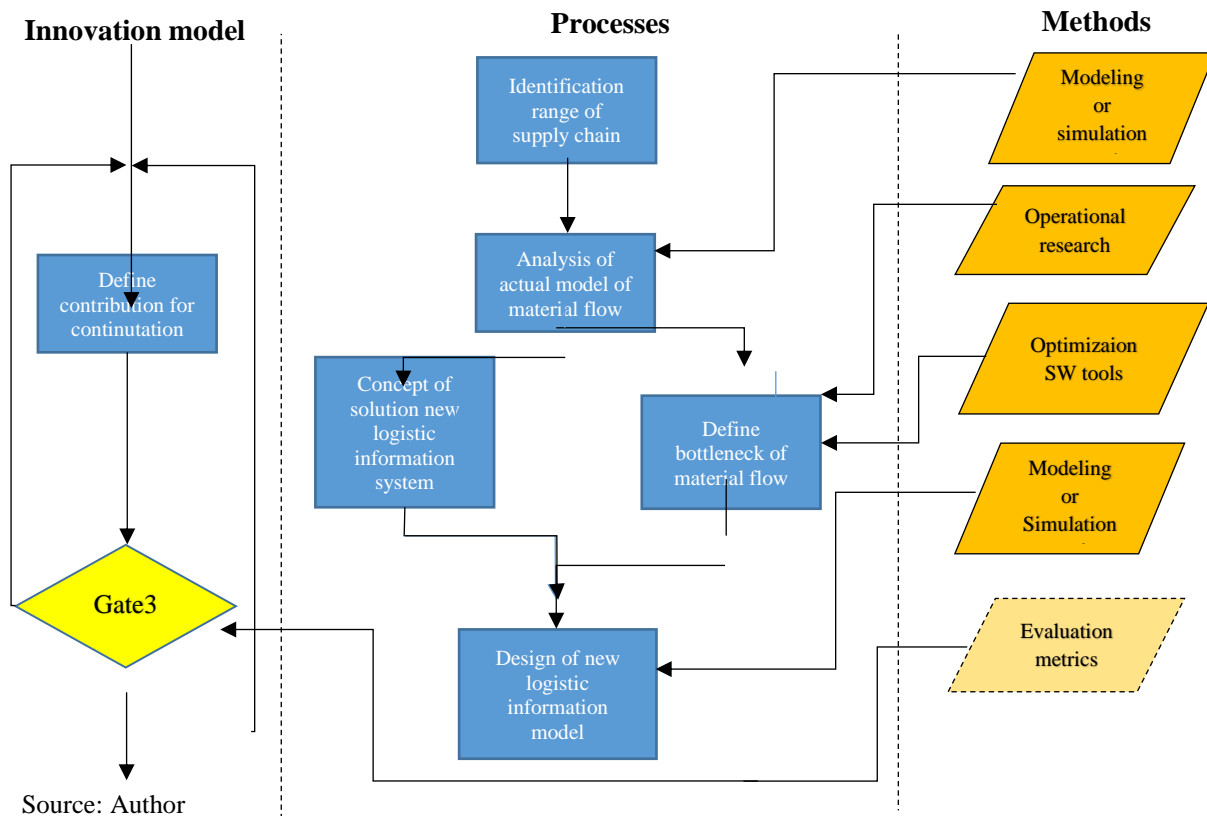 Innovation model
Processes
Methods
Define
contribution for
continutation
Gate3
Source: Author
Identification
range of
supply chain
Analysis of
actual model of
material flow
Concept of
solution new
logistic
information
system
Define
bottleneck of
material flow
Design of new
logistic
information
model
Modeling
or
simulation
Operational
research
Optimizaion
SW tools
Modeling
or
Simulation
Evaluation
metrics